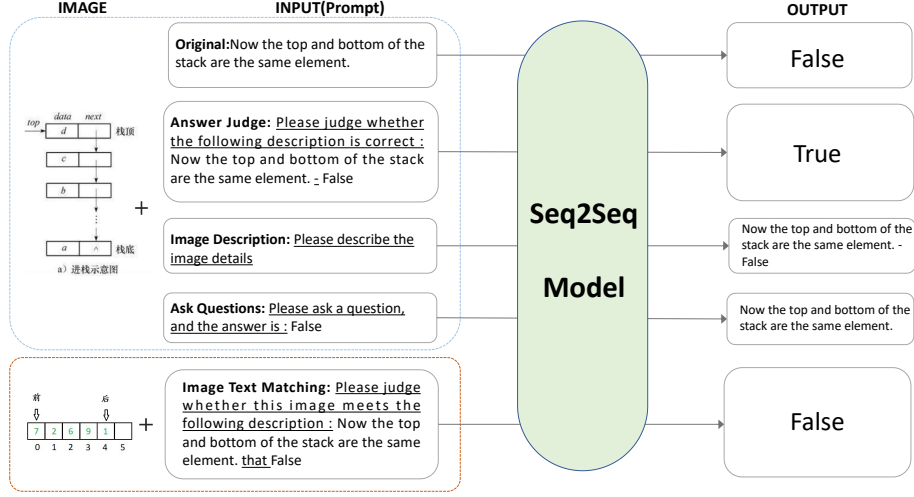 IMAGE
INPUT(Prompt)
OUTPUT
Original:Now the top and bottom of the
stack are the same element.
False
data next
top
d
栈顶
c
b
⋮
a ^
栈底
a）进栈示意图
+
Answer Judge: Please judge whether
the following description is correct :
Now the top and bottom of the stack
are the same element. - False
True
Image Description: Please describe the
image details
Now the top and bottom of the
stack are the same element. -
False
Ask Questions: Please ask a question,
and the answer is : False
Now the top and bottom of the
stack are the same element.
Seq2Seq
Model
前 后
7 2 6 9 1
0 1 2 3 4 5
+
Image Text Matching: Please judge
whether this image meets the
following description : Now the top
and bottom of the stack are the same
element. that False
False